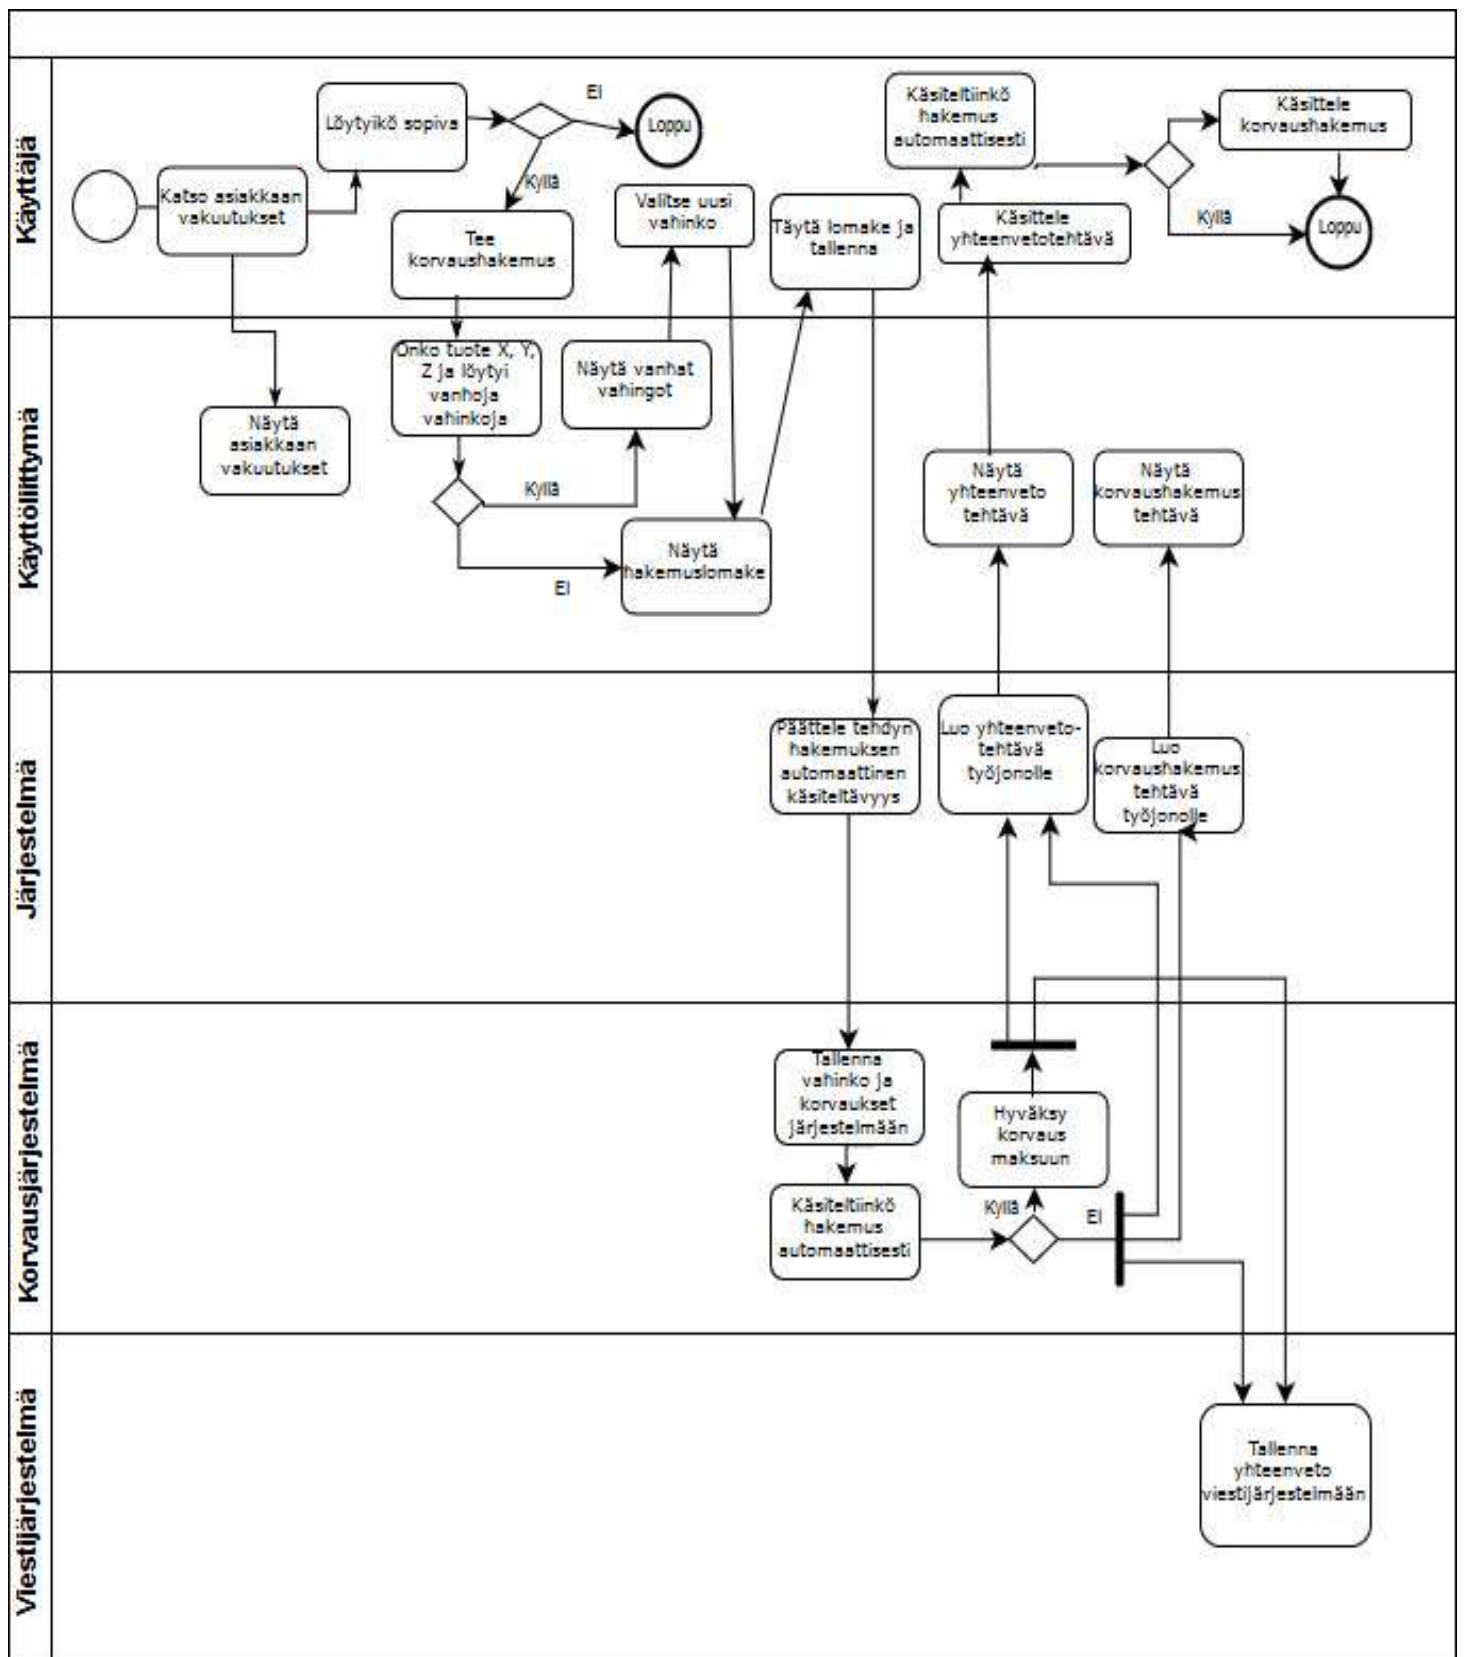 Käyttäjä
Katso asiakkaan
vakuutukset
Löytyikö sopiva
EI
Loppu
Kyllä
Tee
korvaushakemus
Valitse uusi
vahinko
Täytä lomake ja
tallenna
Käsiteltiinkö
hakemus
automaattisesti
Käsittele
yhteenvetotehtävä
Käsittele
korvaushakemus
Kyllä
Loppu
Käyttöliittymä
Näytä
asiakkaan
vakuutukset
Onko tuote X, Y,
Z ja löytyi
vanhoja
vahinkoja
Kyllä
EI
Näytä vanhat
vahingot
Näytä
hakemuslomake
Näytä
yhteenveto
tehtävä
Näytä
korvaushakemus
tehtävä
Järjestelmä
Päättele tehdyn
hakemuksen
automaattinen
käsiteltävyys
Luo yhteenveto-
tehtävä
työjonolle
Luo
korvaushakemus
tehtävä
työjonolle
Korvausjärjestelmä
Tallenna
vahinko ja
korvaukset
järjestelmään
Käsiteltiinkö
hakemus
automaattisesti
Hyväksy
korvaus
maksuun
Kyllä
EI
Viestijärjestelmä
Tallenna
yhteenveto
viestijärjestelmään